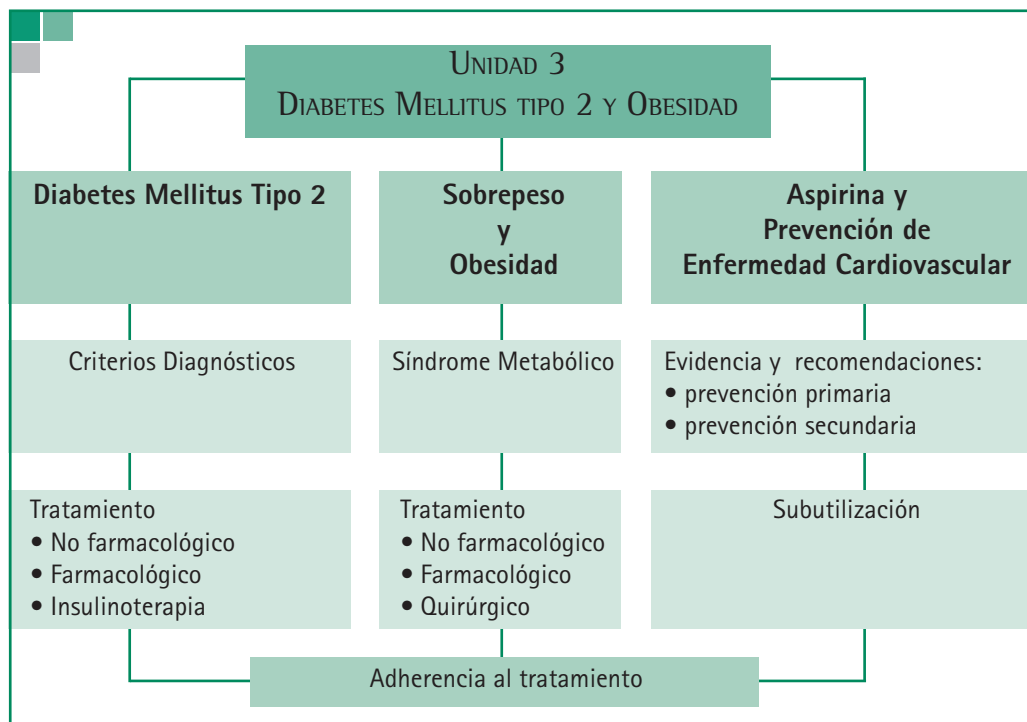 UNIDAD 3
DIABETES MELLITUS TIPO 2 Y OBESIDAD
Diabetes Mellitus Tipo 2
Sobrepeso
y
Obesidad
Aspirina y
Prevención de
Enfermedad Cardiovascular
Criterios Diagnósticos
Síndrome Metabólico
Evidencia y recomendaciones:
• prevención primaria
• prevención secundaria
Tratamiento
• No farmacológico
• Farmacológico
• Insulinoterapia
Tratamiento
• No farmacológico
• Farmacológico
• Quirúrgico
Subutilización
Adherencia al tratamiento